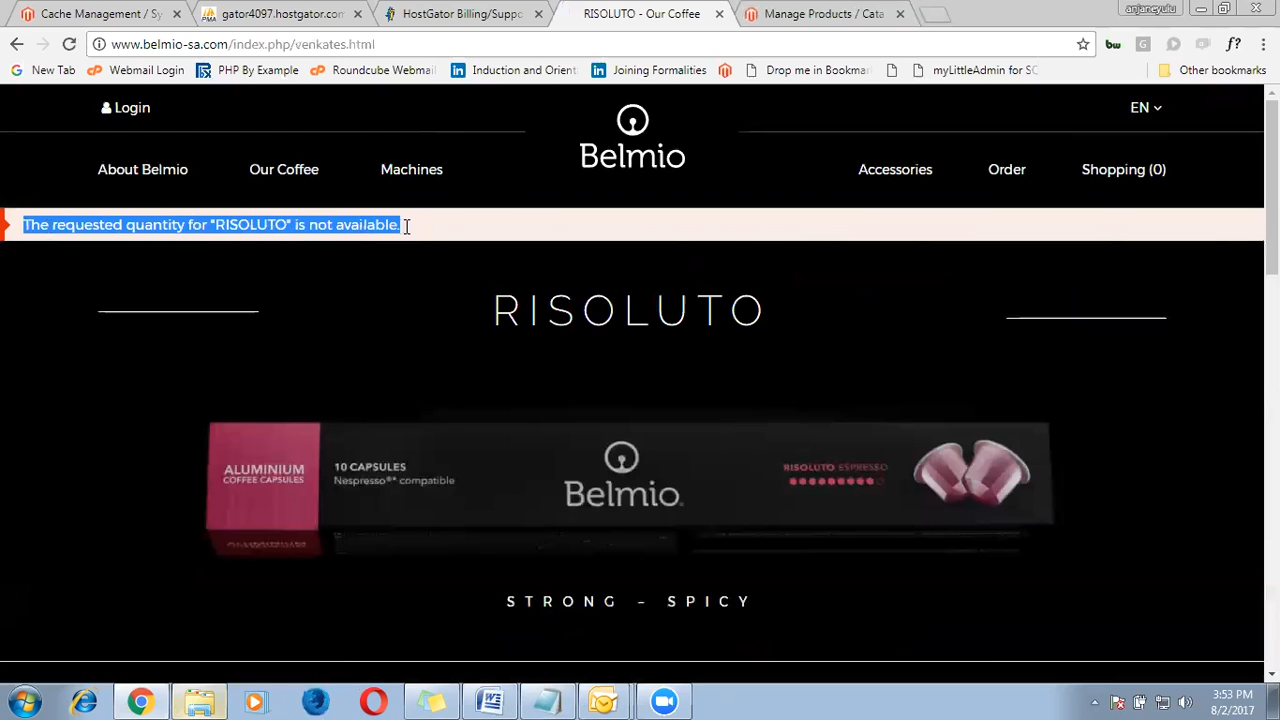 Cache Management / Sy
gator4097.hostgator.com
HostGator Billing/Suppo
RISOLUTO - Our Coffee
Manage Products / Cata
anjaneyulu
www.belmio-sa.com/index.php/venkates.html
bw
G
f?
New Tab
Webmail Login
PHP By Example
Roundcube Webmail
Induction and Orient
Joining Formalities
Drop me in Bookmar
myLittleAdmin for SC
Other bookmarks
Login
EN
About Belmio
Our Coffee
Machines
Belmio
Accessories
Order
Shopping (0)
The requested quantity for "RISOLUTO" is not available.
RISOLUTO
ALUMINIUM
COFFEE CAPSULES
10 CAPSULES
Nespresso®* compatible
Belmio
RISOLUTO ESPRESSO
STRONG – SPICY
3:53 PM
8/2/2017